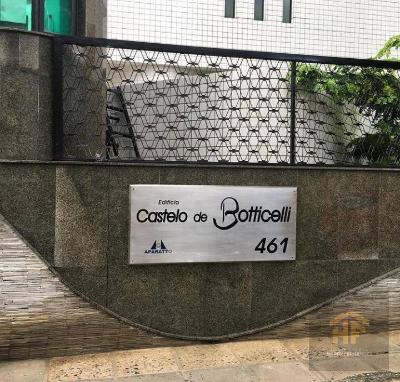 Edifício
Castelo de Botticelli
461
APARATTO